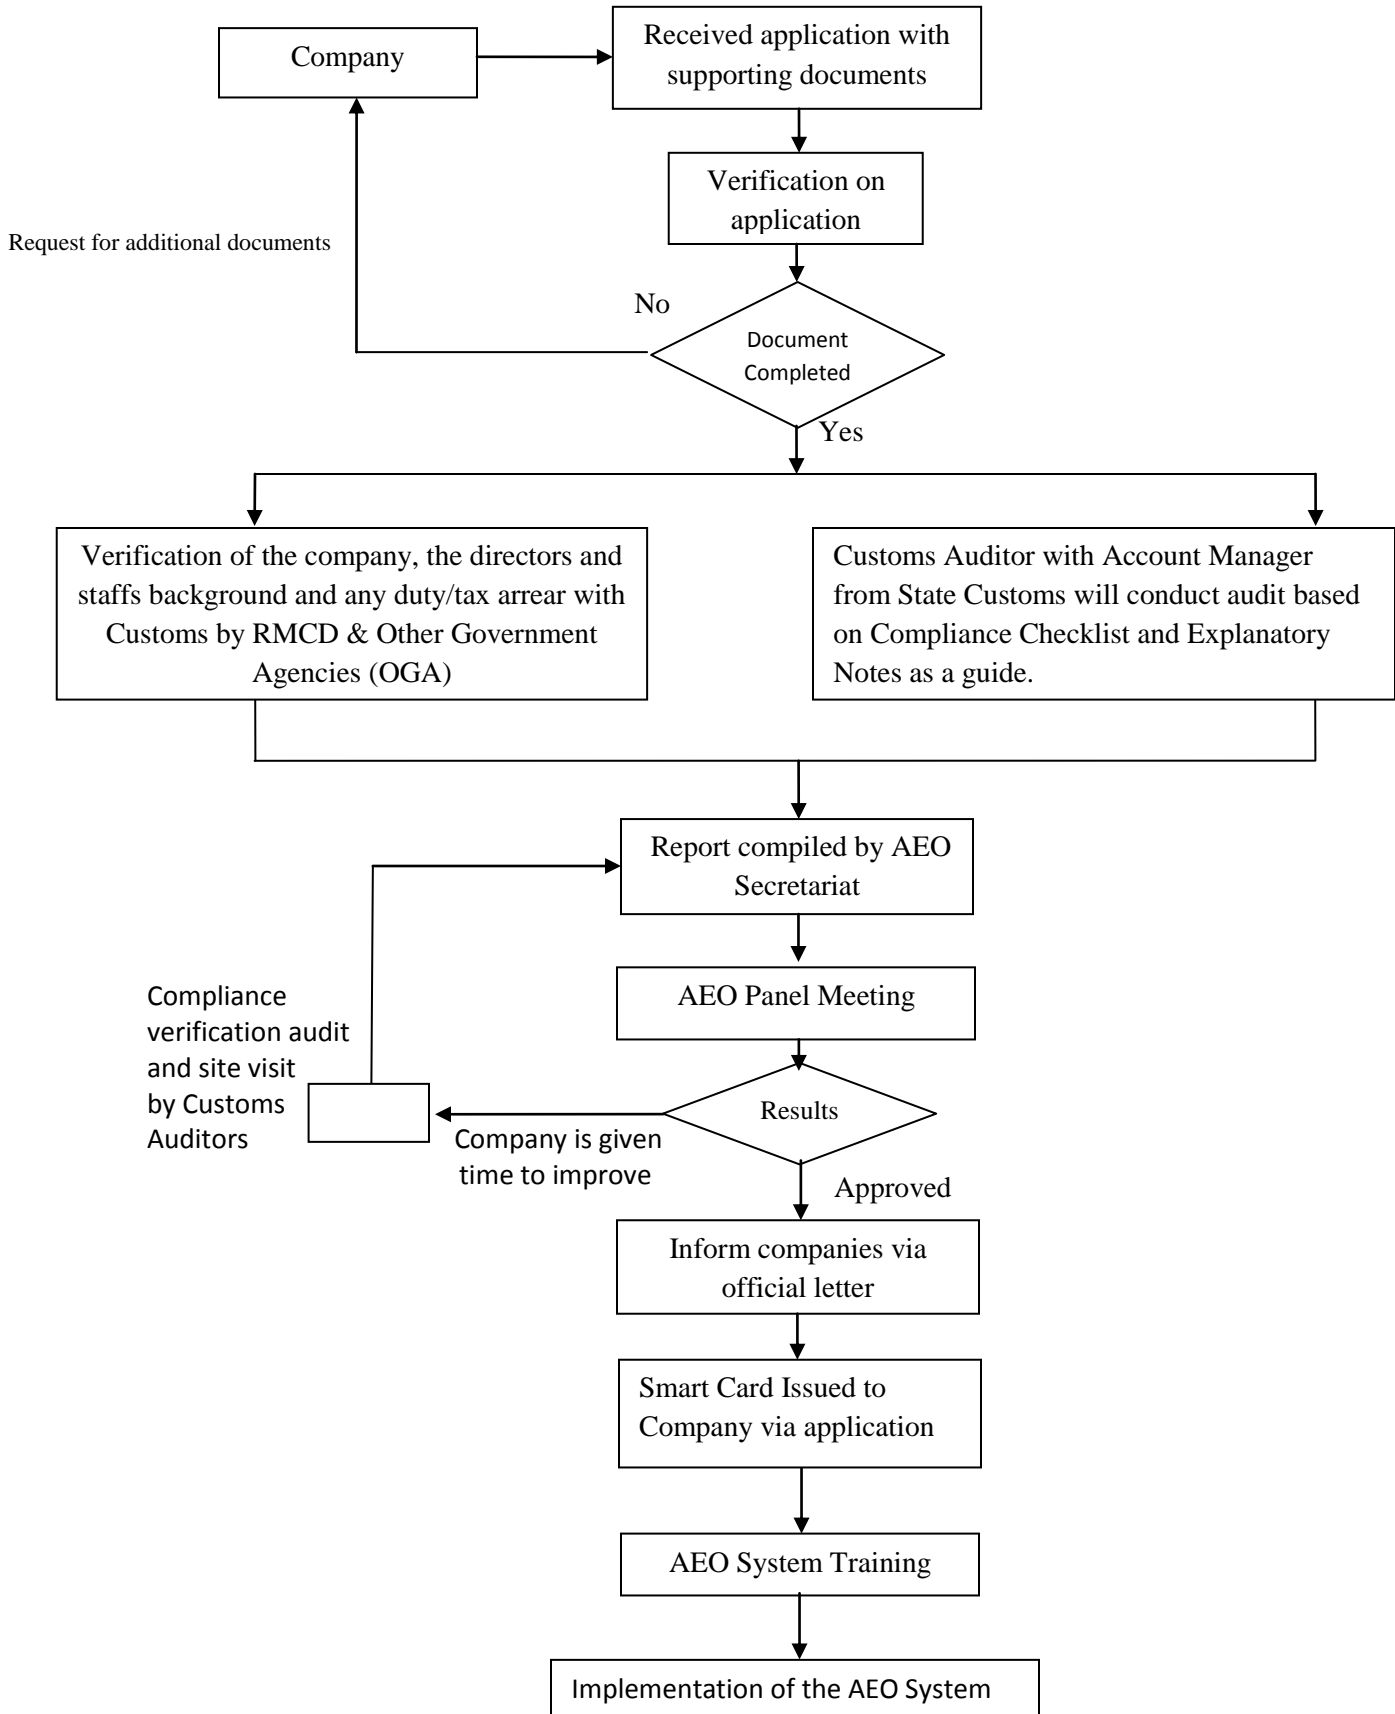 Company
Received application with
supporting documents
Verification on
application
Request for additional documents
No
Document
Completed
Yes
Verification of the company, the directors and
staffs background and any duty/tax arrear with
Customs by RMCD & Other Government
Agencies (OGA)
Customs Auditor with Account Manager
from State Customs will conduct audit based
on Compliance Checklist and Explanatory
Notes as a guide.
Report compiled by AEO
Secretariat
AEO Panel Meeting
Compliance
verification audit
and site visit
by Customs
Auditors
Results
Company is given
time to improve
Approved
Inform companies via
official letter
Smart Card Issued to
Company via application
AEO System Training
Implementation of the AEO System